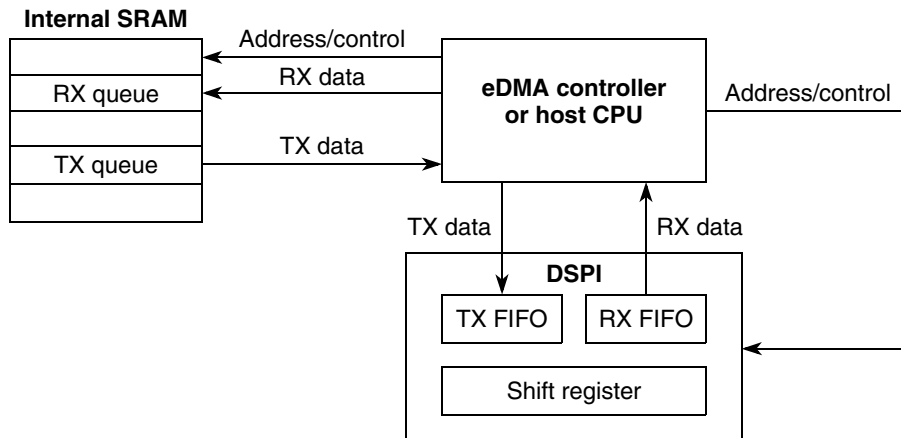 Internal SRAM
Address/control
RX data
RX queue
TX data
TX queue
eDMA controller
or host CPU
Address/control
TX data
RX data
DSPI
TX FIFO
RX FIFO
Shift register